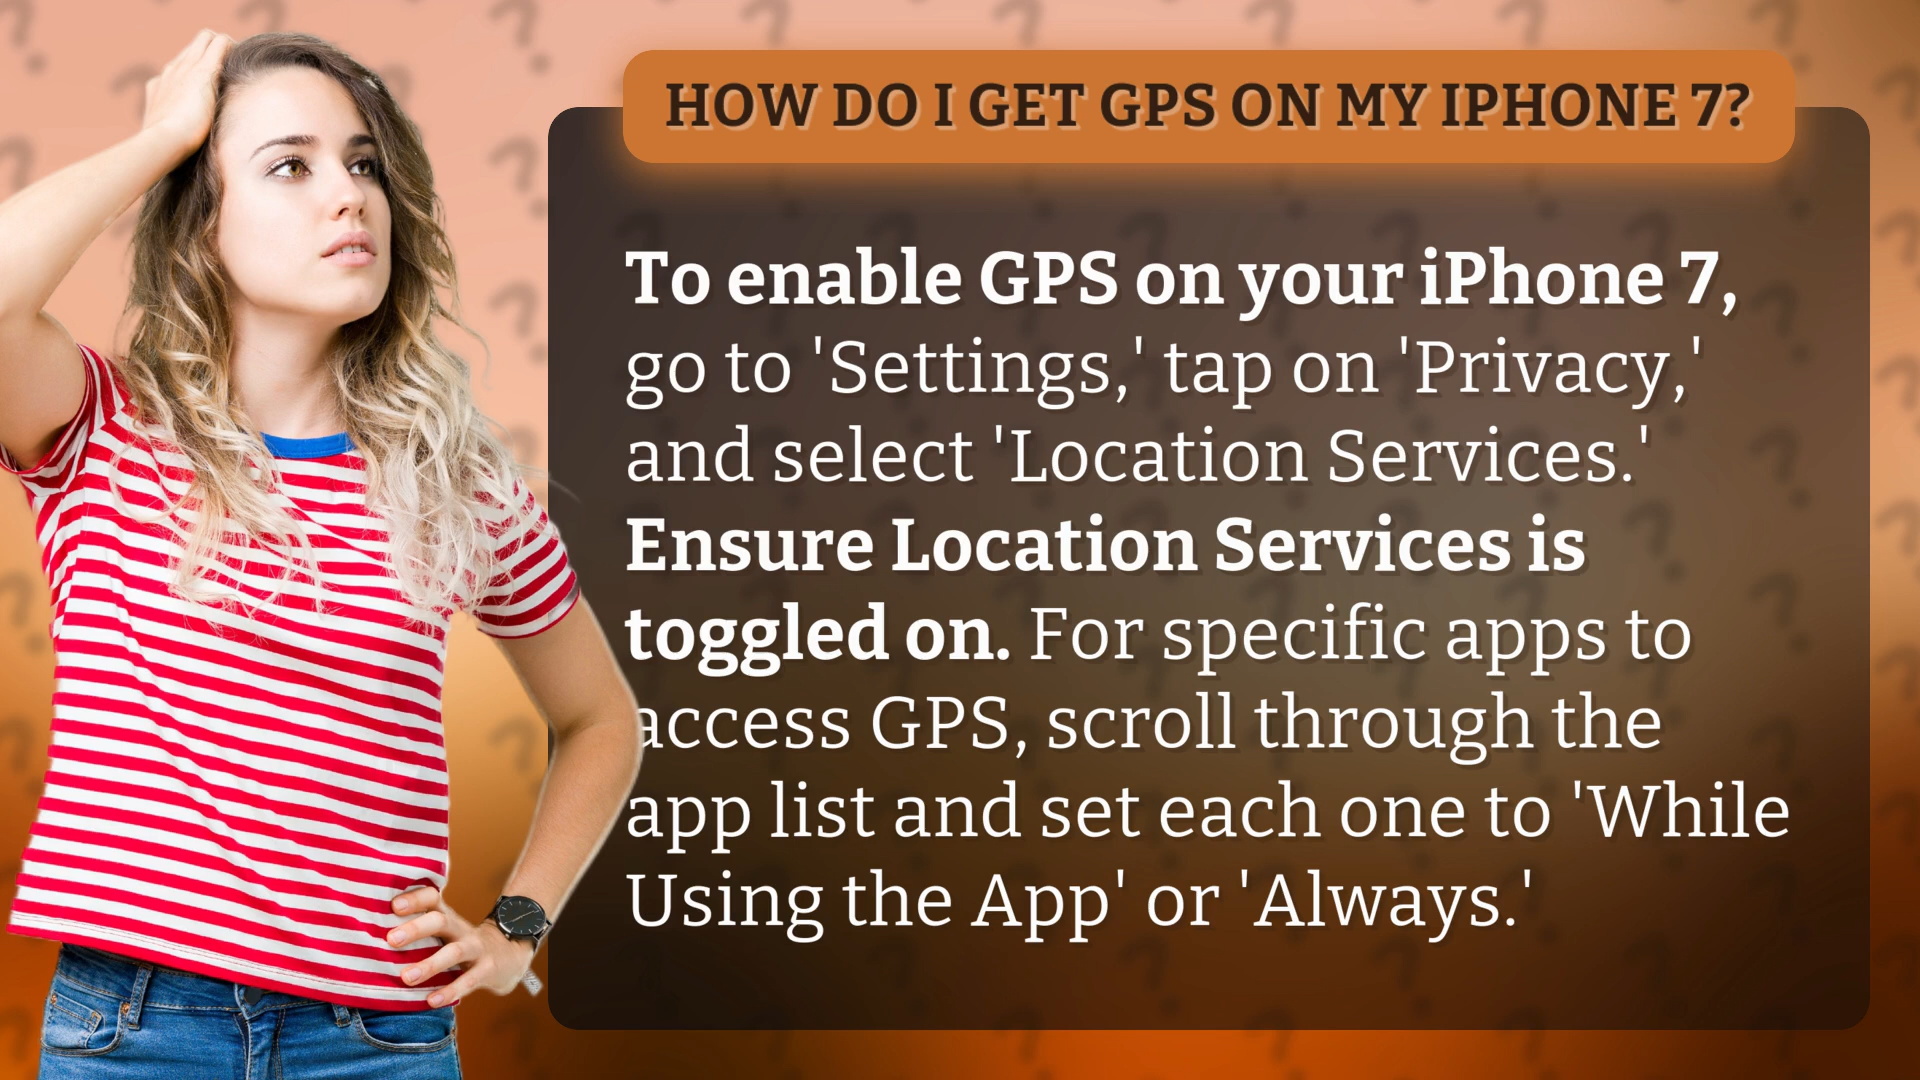 HOW DO I GET GPS ON MY IPHONE 7?
To enable GPS on your iPhone 7,
go to 'Settings,' tap on 'Privacy,'
and select 'Location Services.'
Ensure Location Services is
toggled on. For specific apps to
access GPS, scroll through the
app list and set each one to 'While
Using the App' or 'Always.'